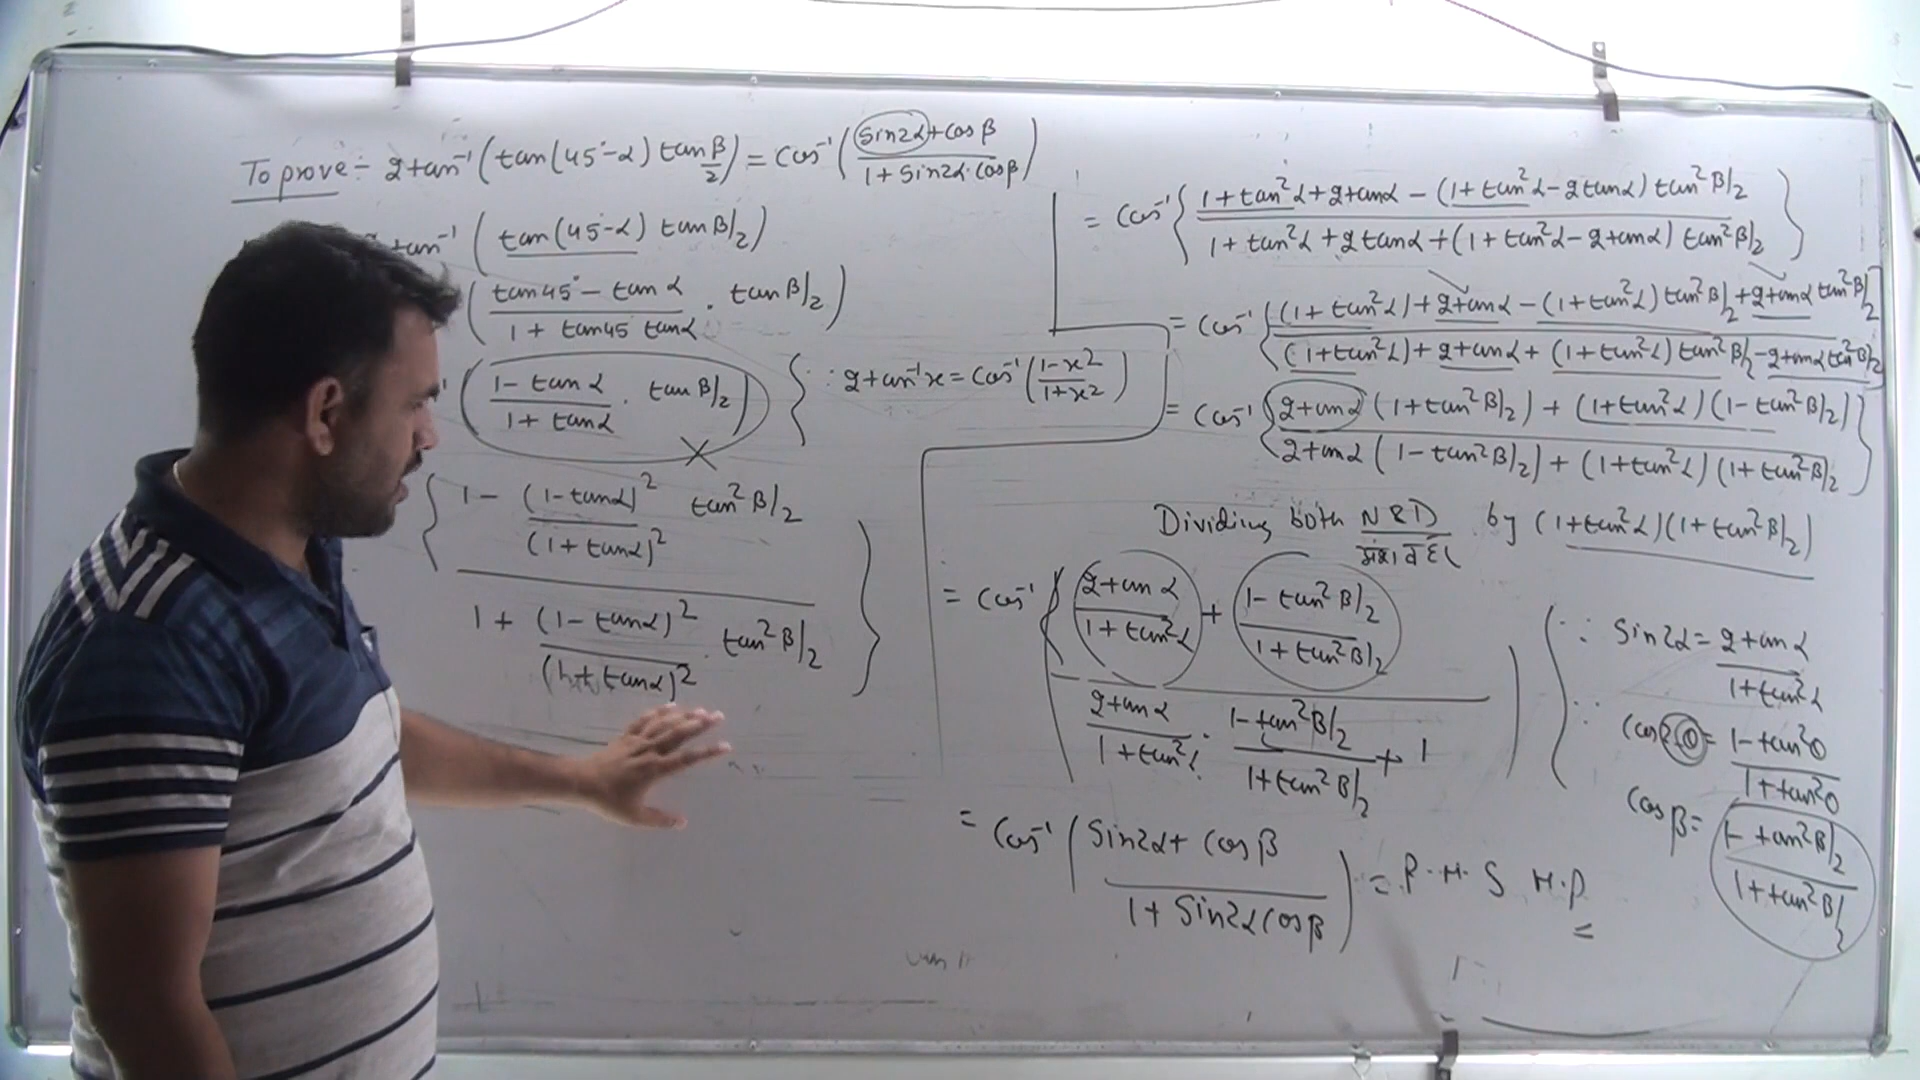 To prove :- 2tan⁻¹(tan(45°-α) tan β/2) = Cos⁻¹((Sin2α+Cosβ)/(1+Sin2α.Cosβ))
tan⁻¹(tan(45-α) tanβ/2)
((tan45°- tanα)/(1+ tan45 tanα) . tanβ/2)
((1- tanα)/(1+ tanα) . tanβ/2) { ∵ 2tan⁻¹x = Cos⁻¹((1-x²)/(1+x²))
{(1 - (1-tanα)²/(1+tanα)² tan²β/2)/(1 + (1-tanα)²/(1+tanα)² . tan²β/2)}
= Cos⁻¹{(1+tan²α+2tanα - (1+tan²α-2tanα) tan²β/2)/(1+tan²α+2tanα+(1+tan²α-2tanα) tan²β/2)}
= Cos⁻¹{((1+tan²α)+2tanα - (1+tan²α)tan²β/2+2tanα tan²β/2)/((1+tan²α)+2tanα+(1+tan²α)tan²β/2-2tanα tan²β/2)}
= Cos⁻¹{(2tanα(1+tan²β/2)+(1+tan²α)(1-tan²β/2))/(2tanα(1-tan²β/2)+(1+tan²α)(1+tan²β/2))}
Dividing both N & D by (1+tan²α)(1+tan²β/2)
अंश व हर
= Cos⁻¹{(2tanα/(1+tan²α) + (1-tan²β/2)/(1+tan²β/2))/(2tanα/(1+tan²α) . (1-tan²β/2)/(1+tan²β/2) + 1)}
( ∵ Sin2α = 2tanα/(1+tan²α)
∵ Cos2θ = (1-tan²θ)/(1+tan²θ)
Cosβ = (1-tan²β/2)/(1+tan²β/2)
= Cos⁻¹((Sin2α+Cosβ)/(1+Sin2αCosβ)) = R.H.S H.P